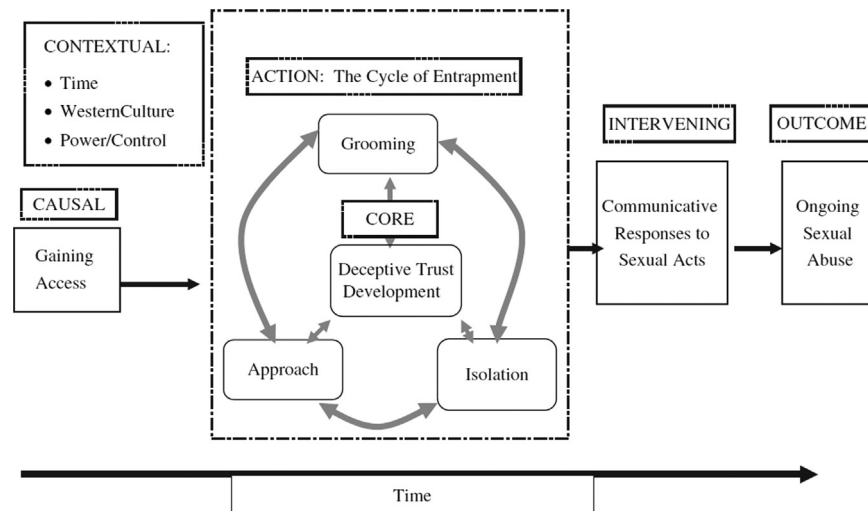 CONTEXTUAL:
• Time
• WesternCulture
• Power/Control
CAUSAL
Gaining
Access
ACTION: The Cycle of Entrapment
Grooming
CORE
Deceptive Trust
Development
Approach
Isolation
INTERVENING
Communicative
Responses to
Sexual Acts
OUTCOME
Ongoing
Sexual
Abuse
Time